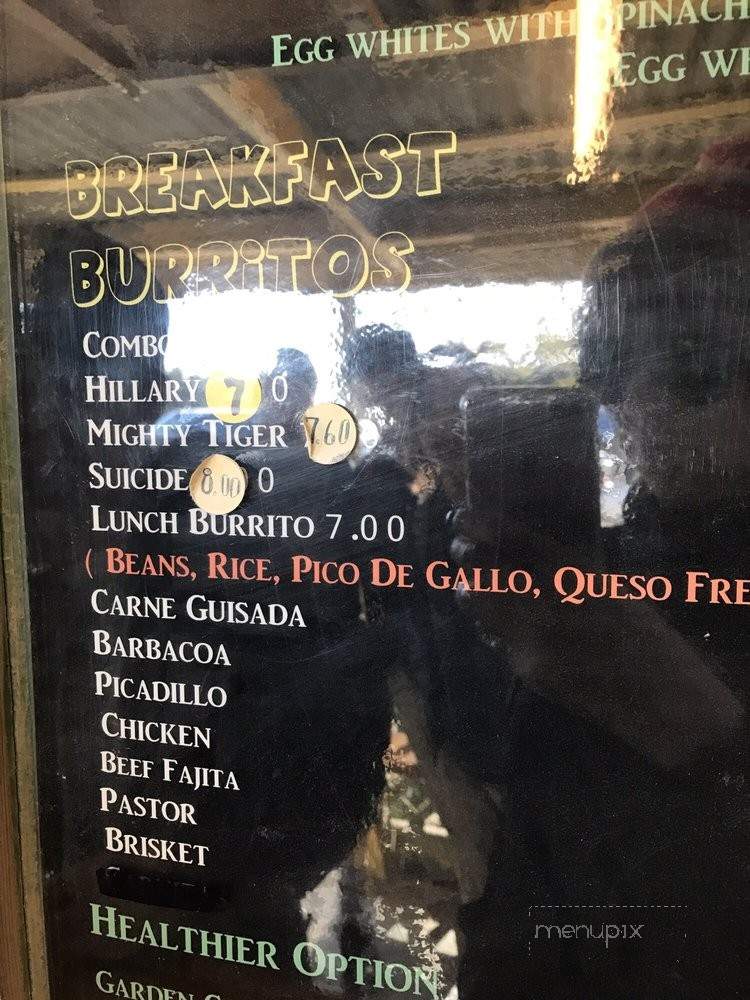 EGG WHITES WITH SPINACH
EGG WH
BREAKFAST
BURRITOS
COMBO
HILLARY 7 0
MIGHTY TIGER 7.60
SUICIDE 8.00 0
LUNCH BURRITO 7.00
( BEANS, RICE, PICO DE GALLO, QUESO FRE
CARNE GUISADA
BARBACOA
PICADILLO
CHICKEN
BEEF FAJITA
PASTOR
BRISKET
HEALTHIER OPTION
GARDEN
menupix